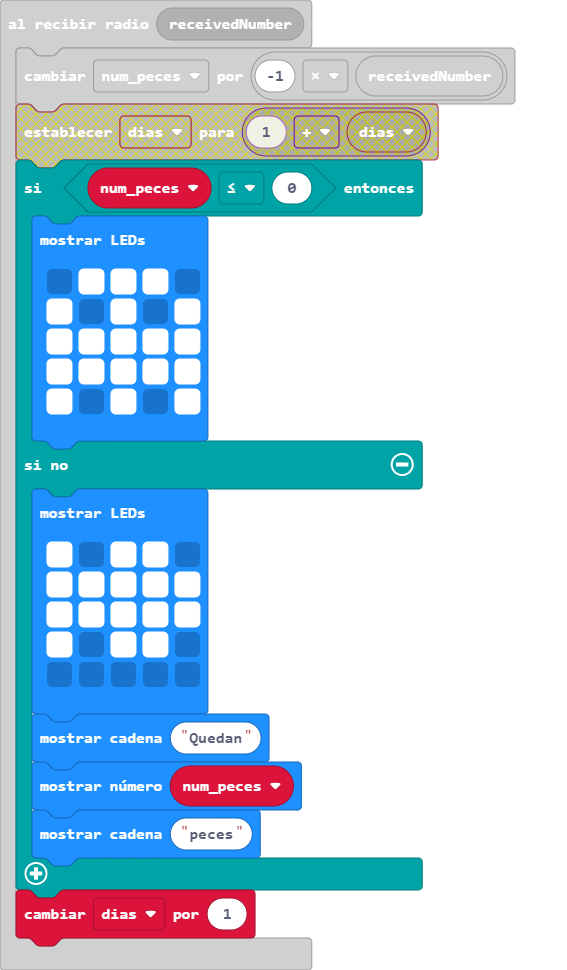 al recibir radio receivedNumber
cambiar num_peces por -1 × receivedNumber
establecer dias para 1 + dias
si num_peces ≤ 0 entonces
mostrar LEDs
si no
mostrar LEDs
mostrar cadena "Quedan"
mostrar número num_peces
mostrar cadena "peces"
cambiar dias por 1